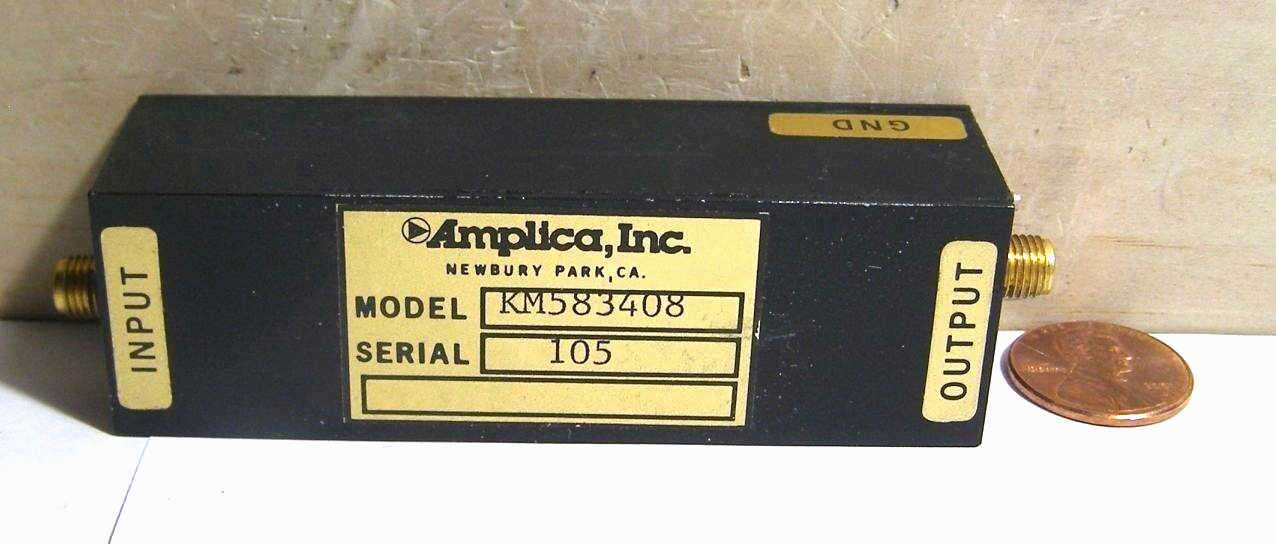 GND
Amplica, Inc.
NEWBURY PARK, CA.
MODEL KM583408
SERIAL 105
INPUT
OUTPUT